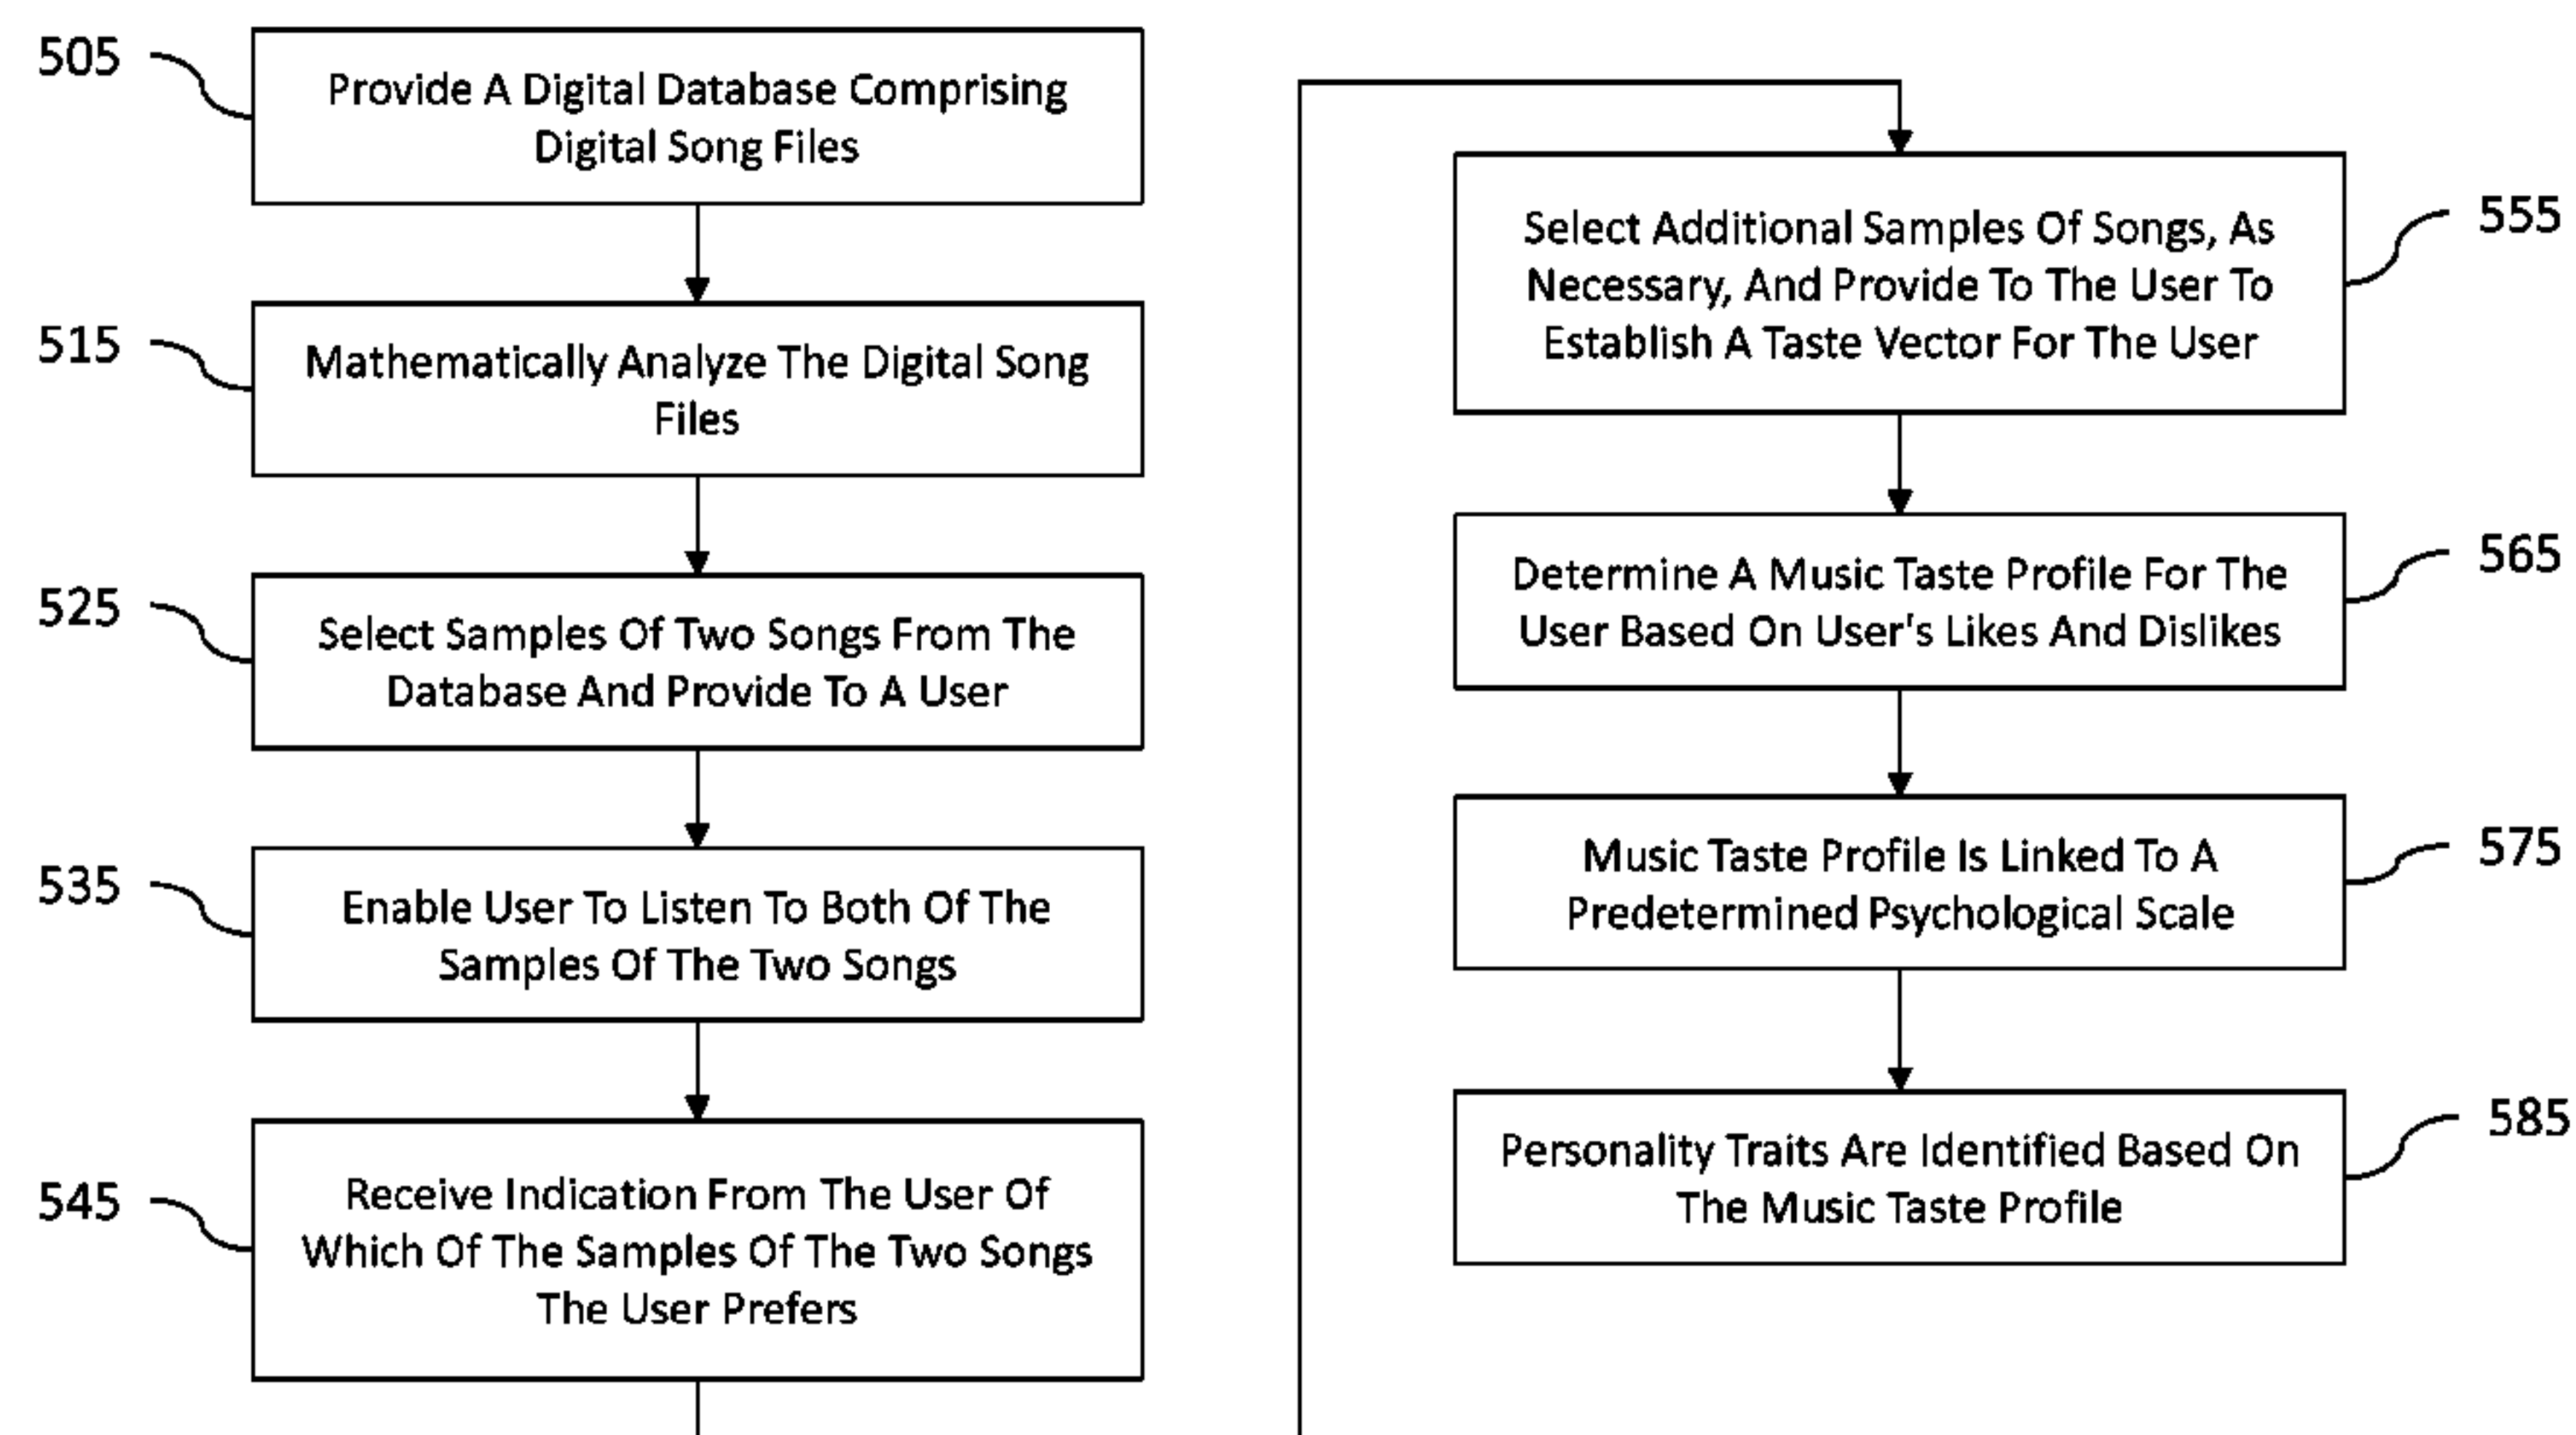 505
Provide A Digital Database Comprising
Digital Song Files
515
Mathematically Analyze The Digital Song
Files
525
Select Samples Of Two Songs From The
Database And Provide To A User
535
Enable User To Listen To Both Of The
Samples Of The Two Songs
545
Receive Indication From The User Of
Which Of The Samples Of The Two Songs
The User Prefers
555
Select Additional Samples Of Songs, As
Necessary, And Provide To The User To
Establish A Taste Vector For The User
565
Determine A Music Taste Profile For The
User Based On User's Likes And Dislikes
575
Music Taste Profile Is Linked To A
Predetermined Psychological Scale
585
Personality Traits Are Identified Based On
The Music Taste Profile